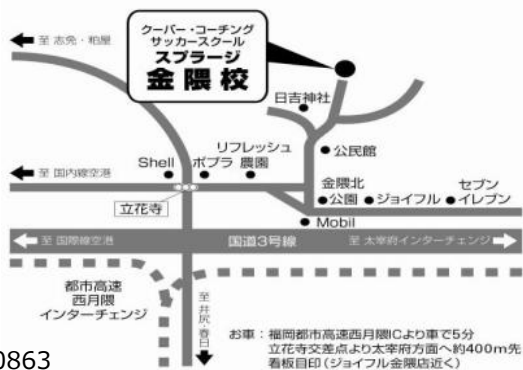 クーバー・コーチング
サッカースクール
スプラージ
金隈校
至 志免・粕屋
日吉神社
リフレッシュ
Shell
ポプラ
農園
公民館
至 国内線空港
金隈北
公園
ジョイフル
セブン
イレブン
立花寺
Mobil
至 国際線空港
国道3号線
至 太宰府インターチェンジ
都市高速
西月隈
インターチェンジ
至 井尻・春日
お車：福岡都市高速西月隈ICより車で5分
立花寺交差点より太宰府方面へ約400m先
看板目印（ジョイフル金隈店近く）
0863